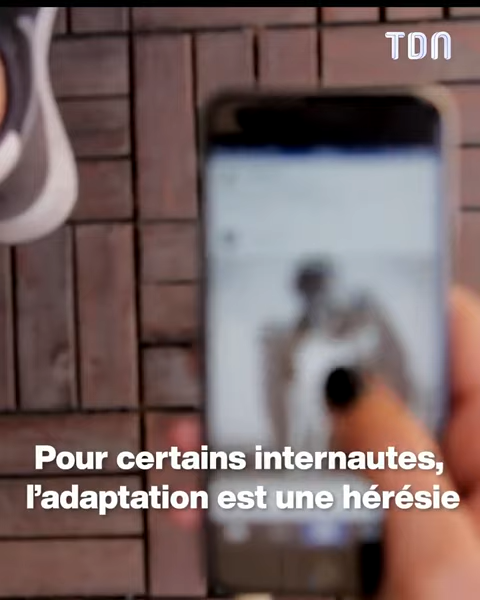 TDN
Pour certains internautes,
l’adaptation est une hérésie